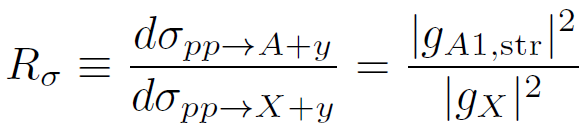 R_σ ≡ dσ_{pp→A+y} / dσ_{pp→X+y} = |g_{A1,str}|² / |g_X|²